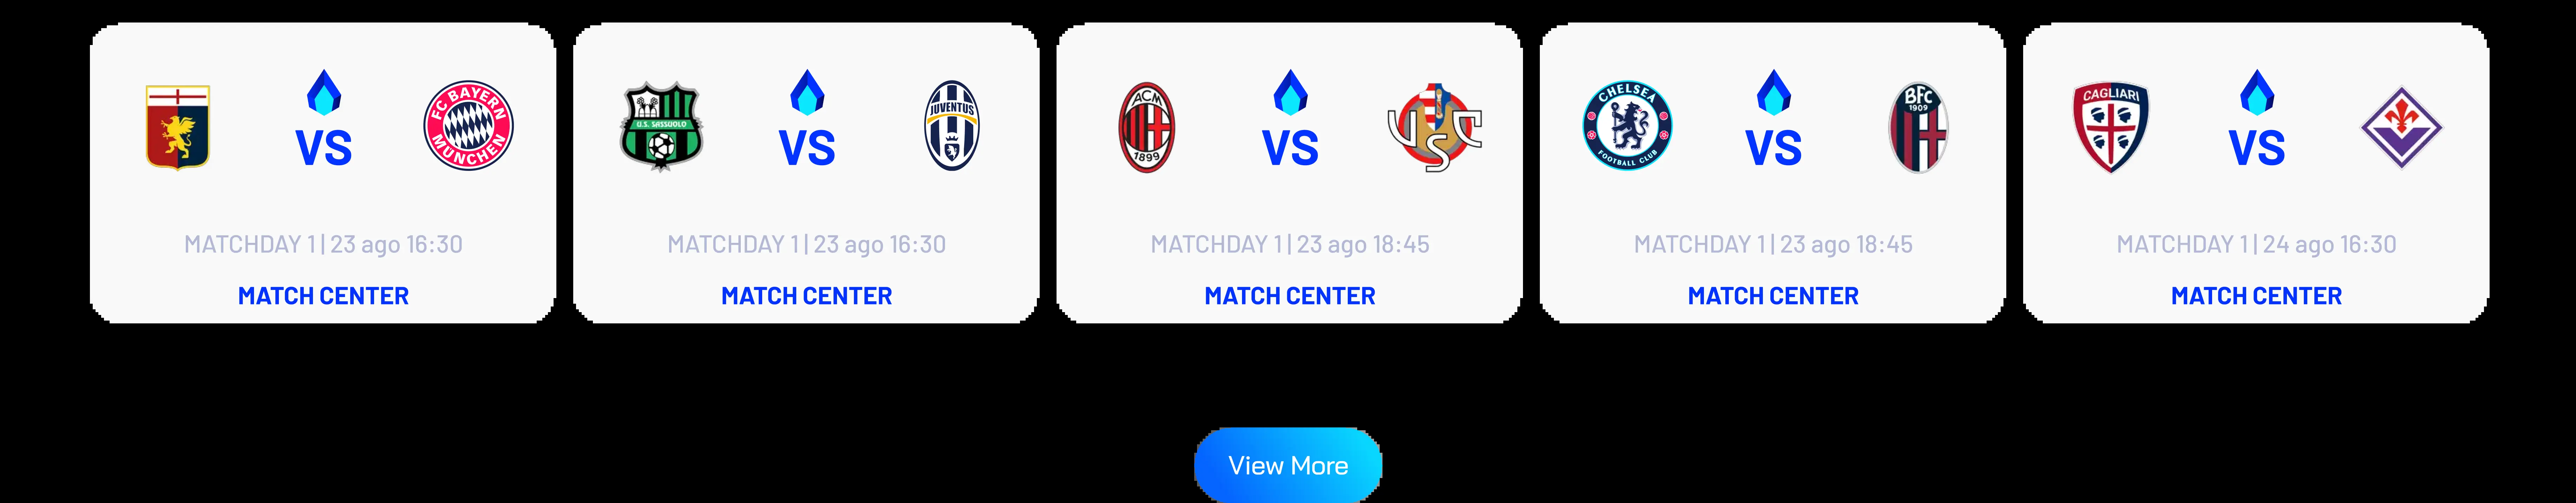 FC BAYERN
MÜNCHEN
VS
MATCHDAY 1 | 23 ago 16:30
MATCH CENTER
U.S. SASSUOLO
JUVENTUS
VS
MATCHDAY 1 | 23 ago 16:30
MATCH CENTER
ACM
1899
USC
VS
MATCHDAY 1 | 23 ago 18:45
MATCH CENTER
CHELSEA
FOOTBALL CLUB
VS
BFC
1909
MATCHDAY 1 | 23 ago 18:45
MATCH CENTER
CAGLIARI
VS
MATCHDAY 1 | 24 ago 16:30
MATCH CENTER
View More